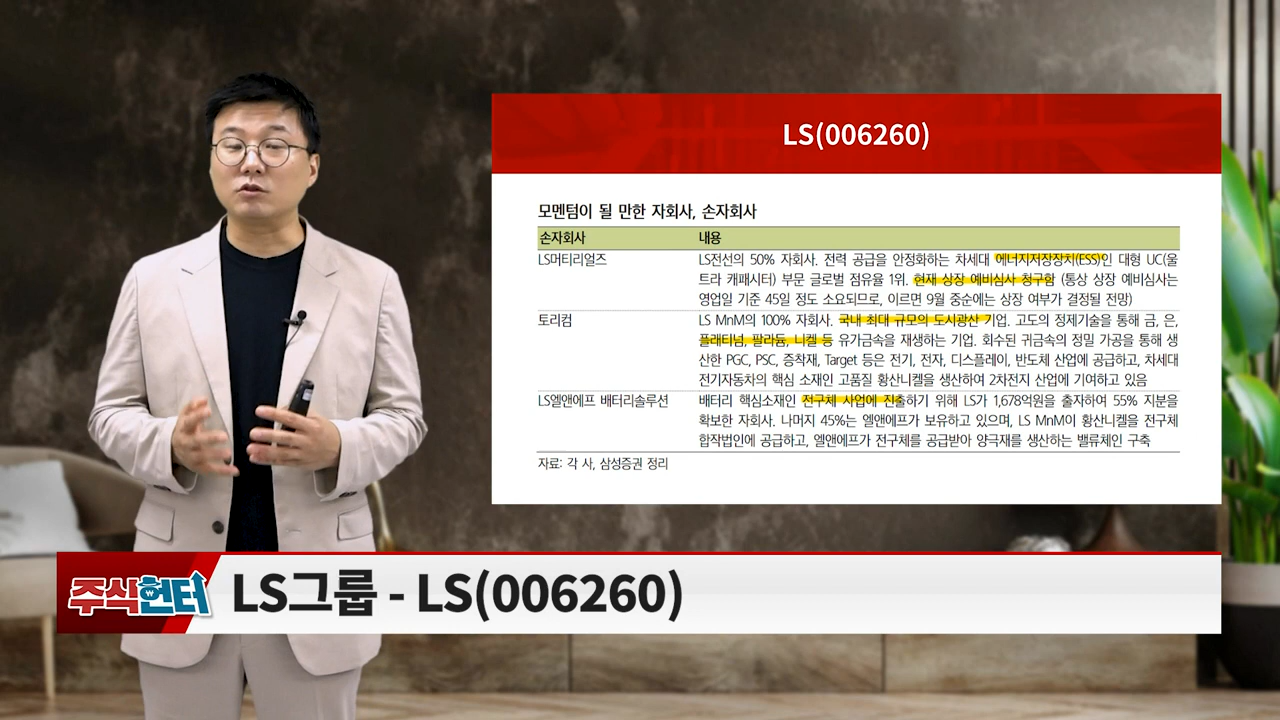 LS(006260)
모멘텀이 될 만한 자회사, 손자회사
손자회사 내용
LS머티리얼즈 LS전선의 50% 자회사. 전력 공급을 안정화하는 차세대 에너지저장장치(ESS)인 대형 UC(울
트라 캐패시터) 부문 글로벌 점유율 1위. 현재 상장 예비심사 청구함 (통상 상장 예비심사는
영업일 기준 45일 정도 소요되므로, 이르면 9월 중순에는 상장 여부가 결정될 전망)
토리컴 LS MnM의 100% 자회사. 국내 최대 규모의 도시광산 기업. 고도의 정제기술을 통해 금, 은,
플래티넘, 팔라듐, 니켈 등 유가금속을 재생하는 기업. 회수된 귀금속의 정밀 가공을 통해 생
산한 PGC, PSC, 증착재, Target 등은 전기, 전자, 디스플레이, 반도체 산업에 공급하고, 차세대
전기자동차의 핵심 소재인 고품질 황산니켈을 생산하여 2차전지 산업에 기여하고 있음
LS엘앤에프 배터리솔루션 배터리 핵심소재인 전구체 사업에 진출하기 위해 LS가 1,678억원을 출자하여 55% 지분을
확보한 자회사. 나머지 45%는 엘앤에프가 보유하고 있으며, LS MnM이 황산니켈을 전구체
합작법인에 공급하고, 엘앤에프가 전구체를 공급받아 양극재를 생산하는 밸류체인 구축
자료: 각 사, 삼성증권 정리
주식헌터 LS그룹 - LS(006260)